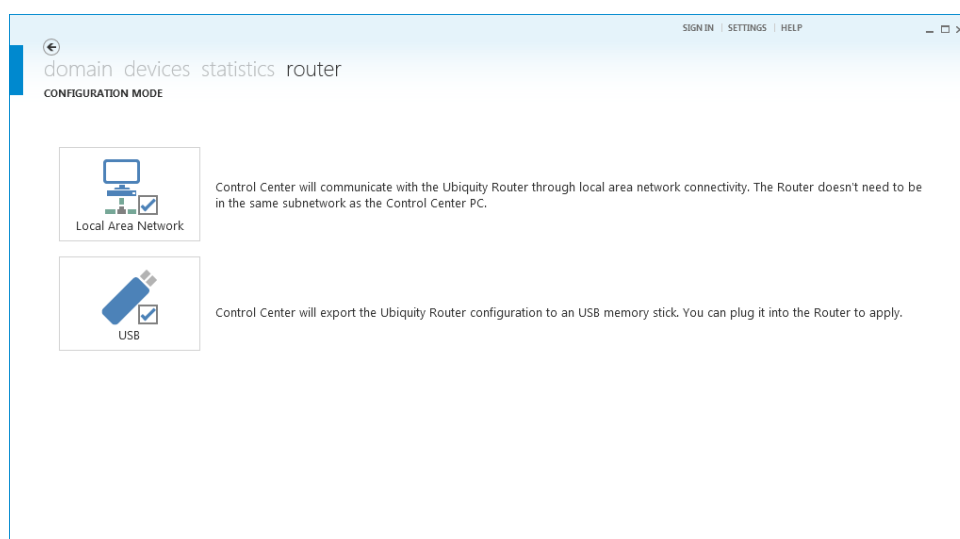 SIGN IN | SETTINGS | HELP
domain devices statistics router
CONFIGURATION MODE
Local Area Network
Control Center will communicate with the Ubiquity Router through local area network connectivity. The Router doesn't need to be
in the same subnetwork as the Control Center PC.
USB
Control Center will export the Ubiquity Router configuration to an USB memory stick. You can plug it into the Router to apply.